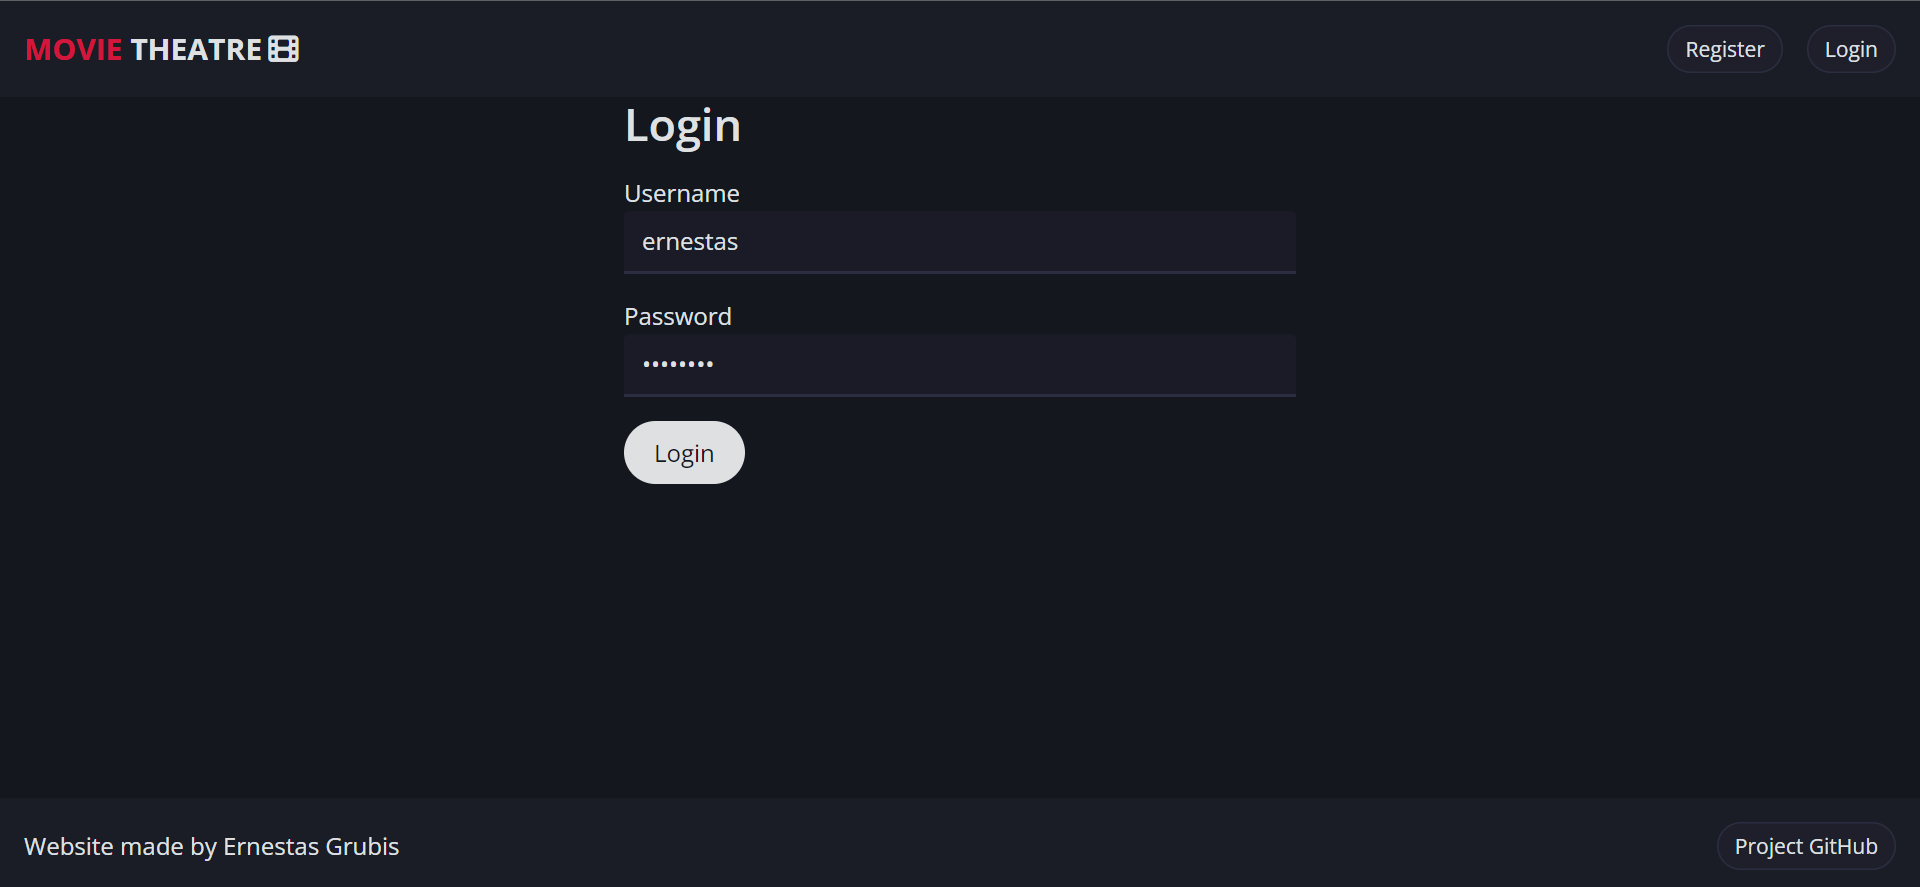 MOVIE THEATRE
Register
Login
Login
Username
ernestas
Password
••••••••
Login
Website made by Ernestas Grubis
Project GitHub